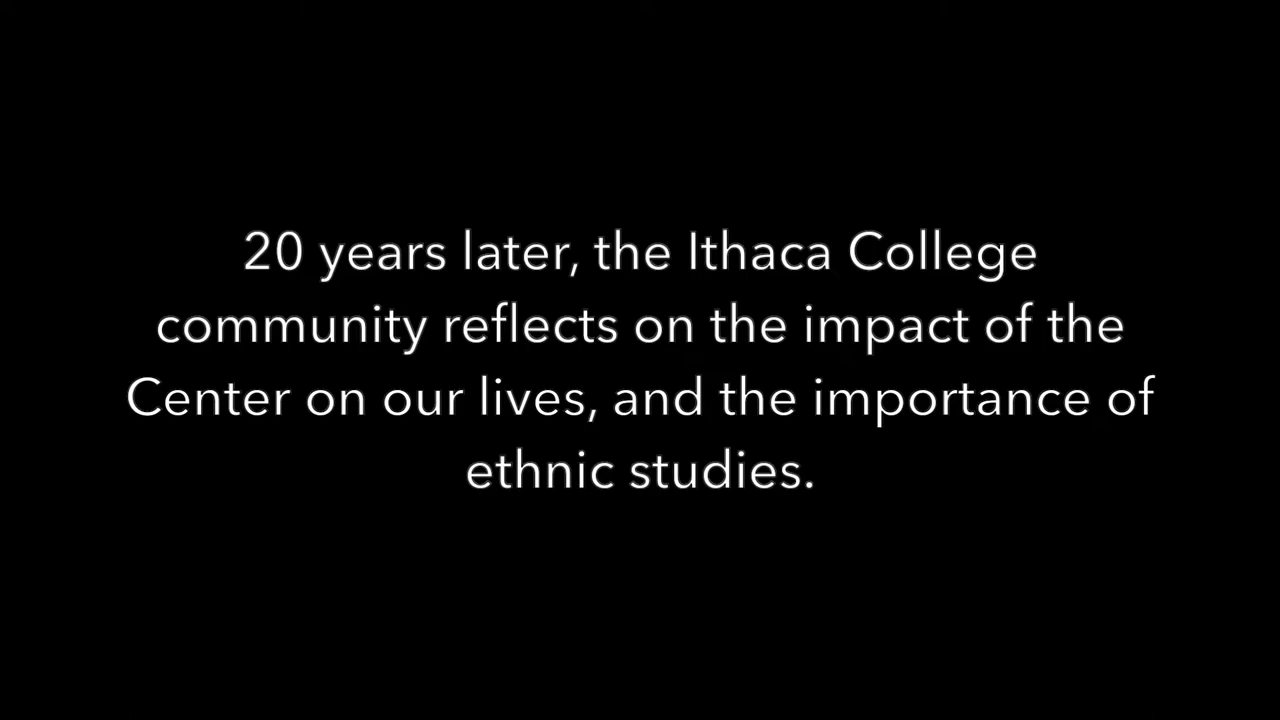 20 years later, the Ithaca College
community reflects on the impact of the
Center on our lives, and the importance of
ethnic studies.